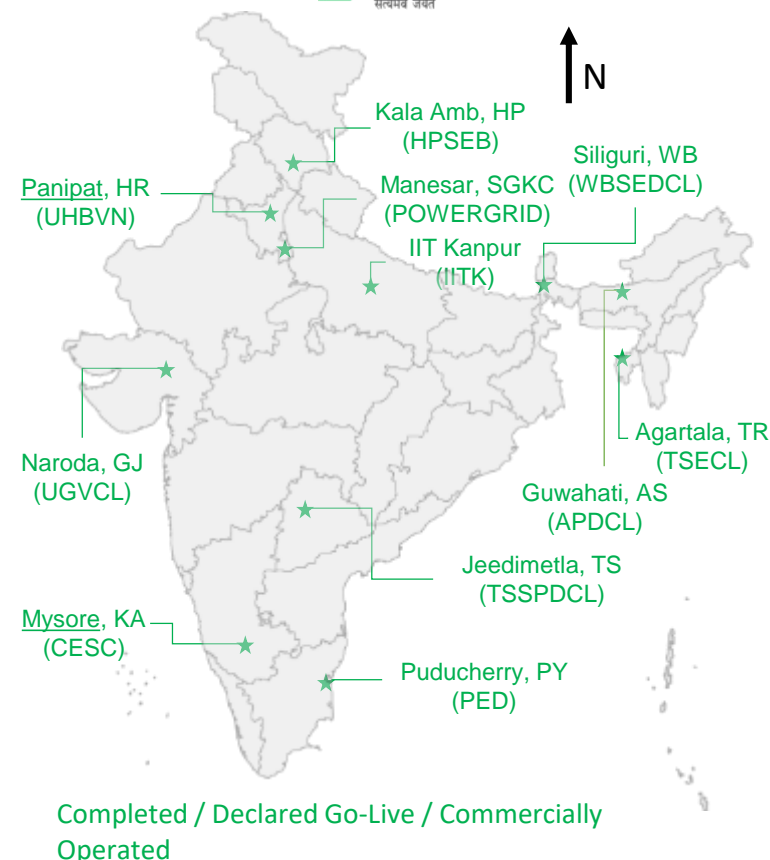 सत्यमेव जयते
N
Kala Amb, HP
(HPSEB)
Siliguri, WB
(WBSEDCL)
Panipat, HR
(UHBVN)
Manesar, SGKC
(POWERGRID)
IIT Kanpur
(IITK)
Naroda, GJ
(UGVCL)
Agartala, TR
(TSECL)
Guwahati, AS
(APDCL)
Jeedimetla, TS
(TSSPDCL)
Mysore, KA
(CESC)
Puducherry, PY
(PED)
Completed / Declared Go-Live / Commercially
Operated